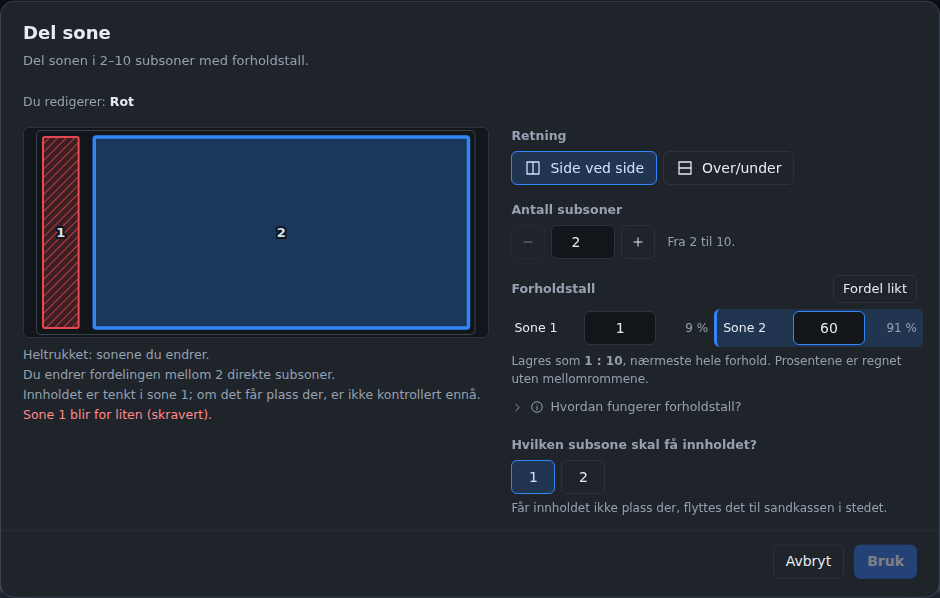 Del sone
Del sonen i 2–10 subsoner med forholdstall.
Du redigerer: Rot
1
2
Heltrukket: sonene du endrer.
Du endrer fordelingen mellom 2 direkte subsoner.
Innholdet er tenkt i sone 1; om det får plass der, er ikke kontrollert ennå.
Sone 1 blir for liten (skravert).
Retning
Side ved side
Over/under
Antall subsoner
− 2 + Fra 2 til 10.
Forholdstall
Fordel likt
Sone 1 1 9 % Sone 2 60 91 %
Lagres som 1 : 10, nærmeste hele forhold. Prosentene er regnet
uten mellomrommene.
Hvordan fungerer forholdstall?
Hvilken subsone skal få innholdet?
1 2
Får innholdet ikke plass der, flyttes det til sandkassen i stedet.
Avbryt
Bruk